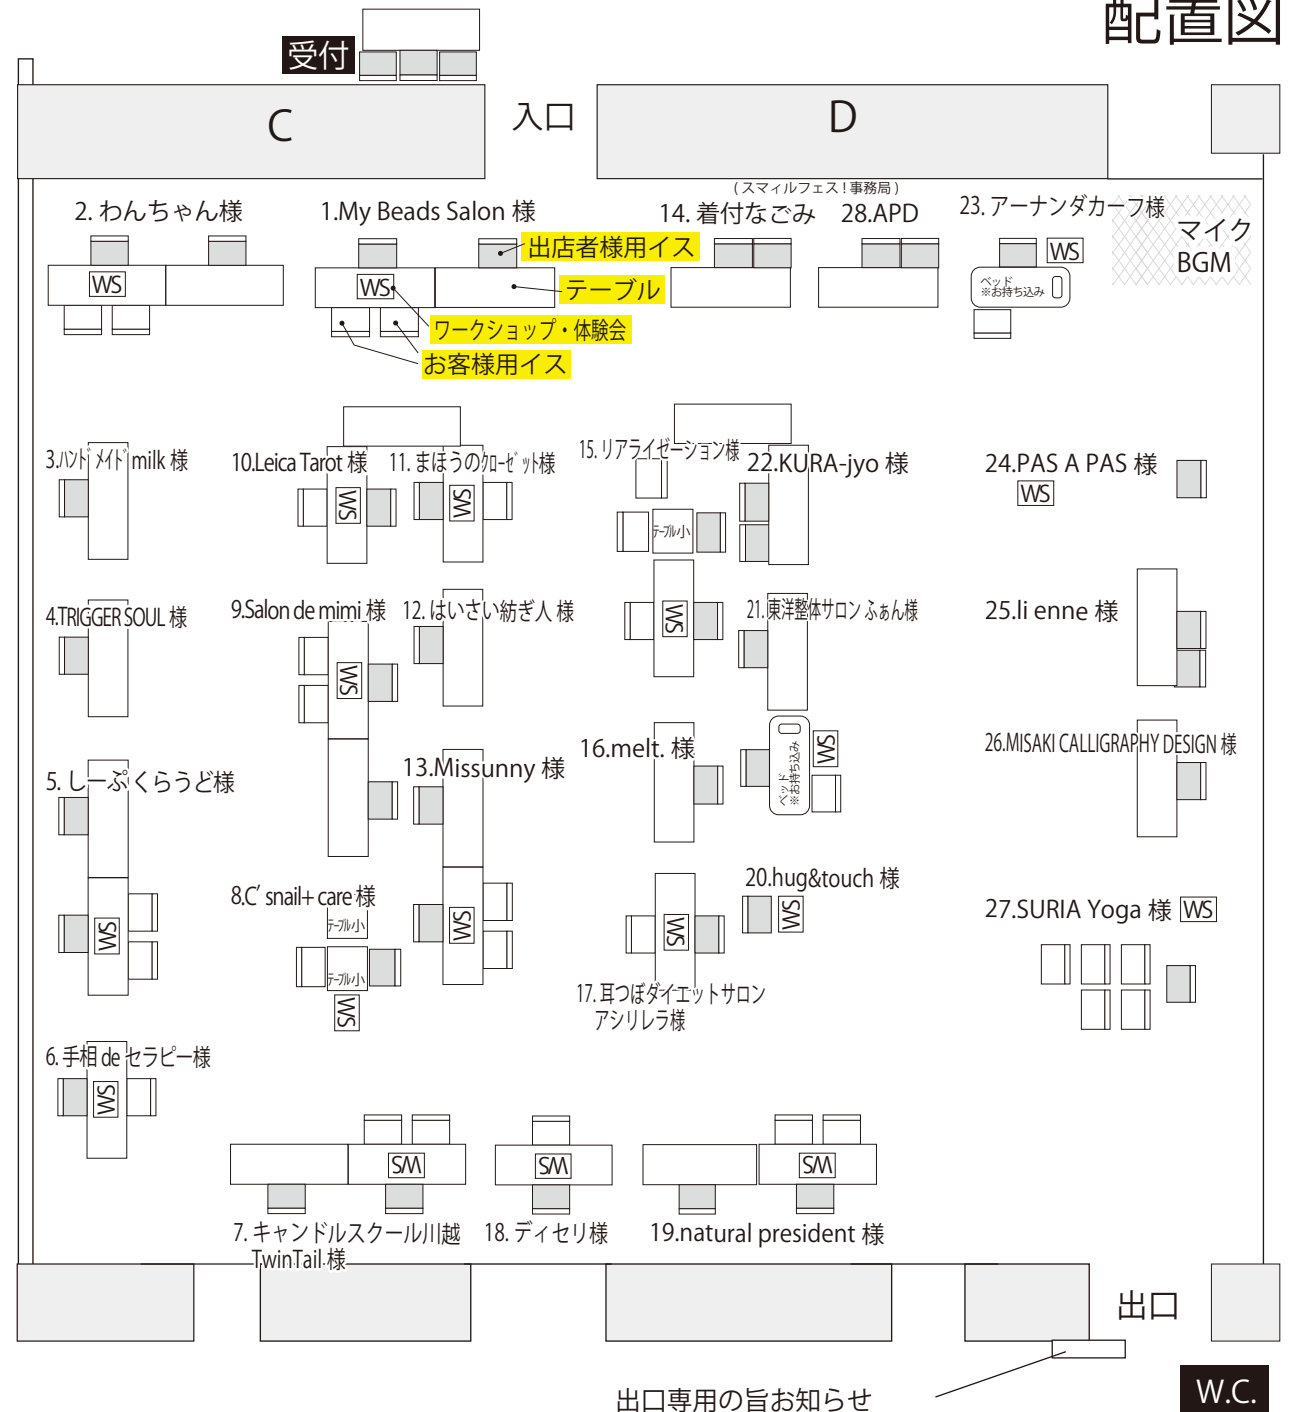 配置図
受付
C
入口
D
(スマィルフェス!事務局)
2. わんちゃん様
1.My Beads Salon 様
14. 着付なごみ
28.APD
23. アーナンダカーフ様
マイク
BGM
出店者様用イス
WS
WS
WS
テーブル
ベッド
※お持ち込み
ワークショップ・体験会
お客様用イス
3.ハンドメイド milk 様
10.Leica Tarot 様
11. まほうのクローゼット様
15. リアライゼーション様
22.KURA-jyo 様
24.PAS A PAS 様
WS
WS
WS
テーブル小
4.TRIGGER SOUL 様
9.Salon de mimi 様
12. はいさい紡ぎ人 様
WS
21. 東洋整体サロン ふぁん様
25.li enne 様
WS
5. しーぷくらうど様
13.Missunny 様
16.melt. 様
WS
ベッド
※お持ち込み
26.MISAKI CALLIGRAPHY DESIGN 様
8.C' snail+ care 様
テーブル小
20.hug&touch 様
WS
27.SURIA Yoga 様 WS
WS
WS
WS
テーブル小
WS
17. 耳つぼダイエットサロン
アシリレラ様
6. 手相 de セラピー様
WS
WS
WS
WS
7. キャンドルスクール川越
TwinTail 様
18. ディセリ様
19.natural president 様
出口
出口専用の旨お知らせ
W.C.